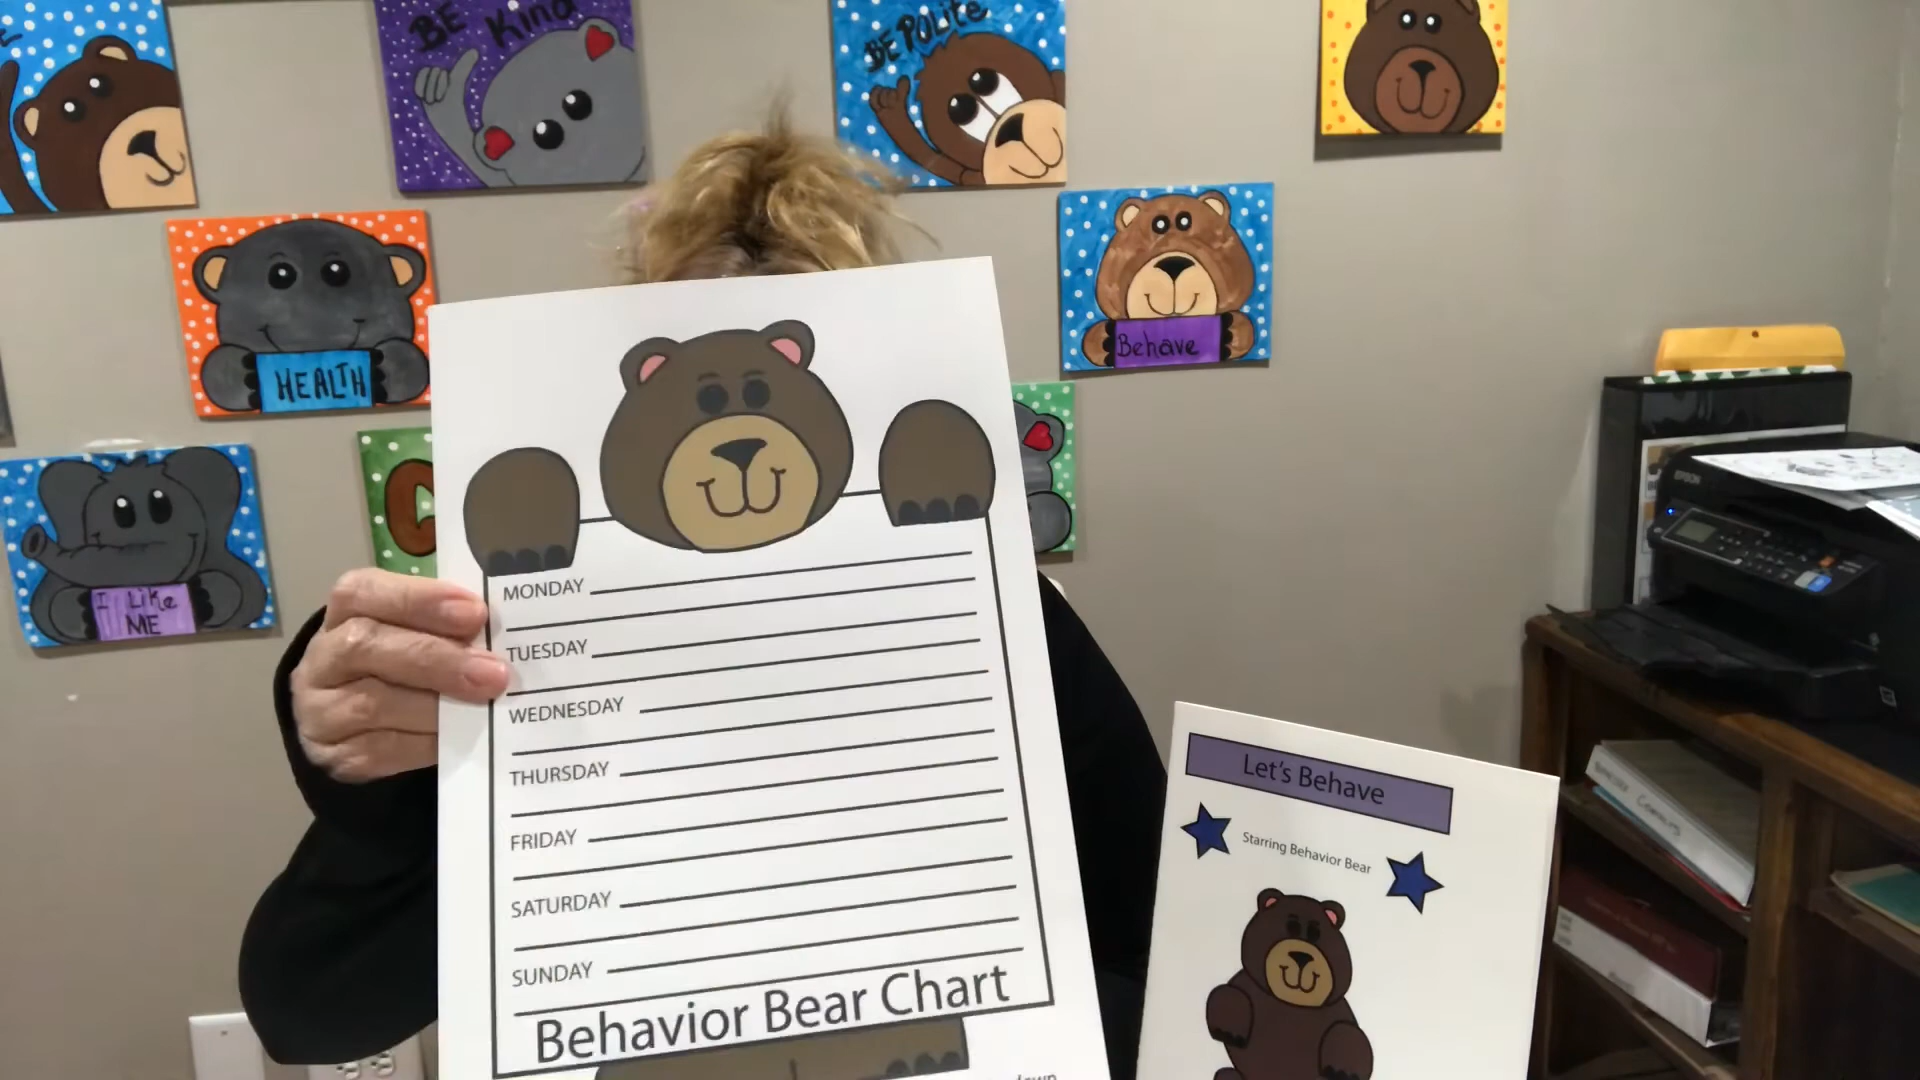 BE Kind
BE POLite
HEALTH
Behave
I Like
ME
MONDAY
TUESDAY
WEDNESDAY
THURSDAY
FRIDAY
SATURDAY
SUNDAY
Behavior Bear Chart
Let's Behave
Starring Behavior Bear
EPSON